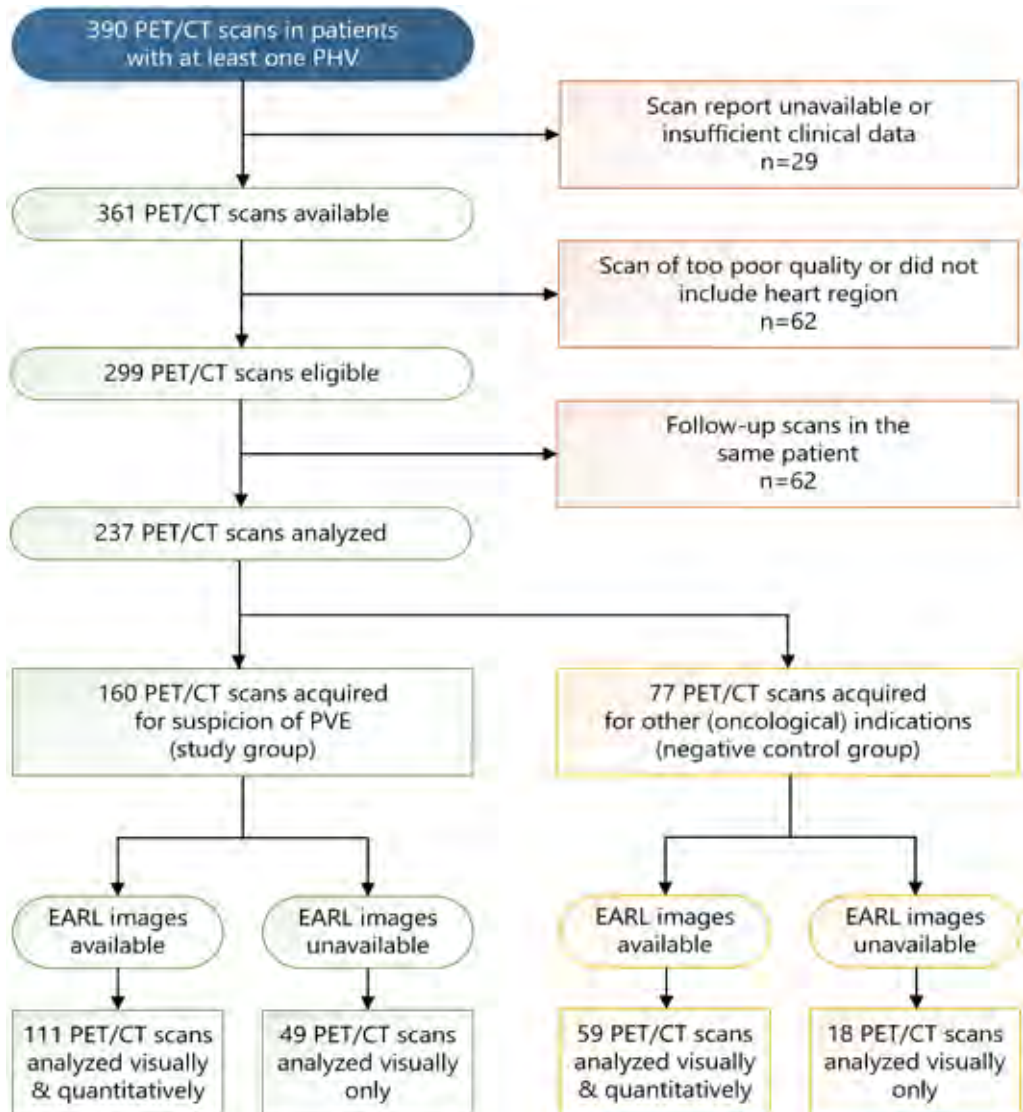 390 PET/CT scans in patients
with at least one PHV
Scan report unavailable or
insufficient clinical data
n=29
361 PET/CT scans available
Scan of too poor quality or did not
include heart region
n=62
299 PET/CT scans eligible
Follow-up scans in the
same patient
n=62
237 PET/CT scans analyzed
160 PET/CT scans acquired
for suspicion of PVE
(study group)
77 PET/CT scans acquired
for other (oncological) indications
(negative control group)
EARL images
available
EARL images
unavailable
EARL images
available
EARL images
unavailable
111 PET/CT scans
analyzed visually
& quantitatively
49 PET/CT scans
analyzed visually
only
59 PET/CT scans
analyzed visually
& quantitatively
18 PET/CT scans
analyzed visually
only